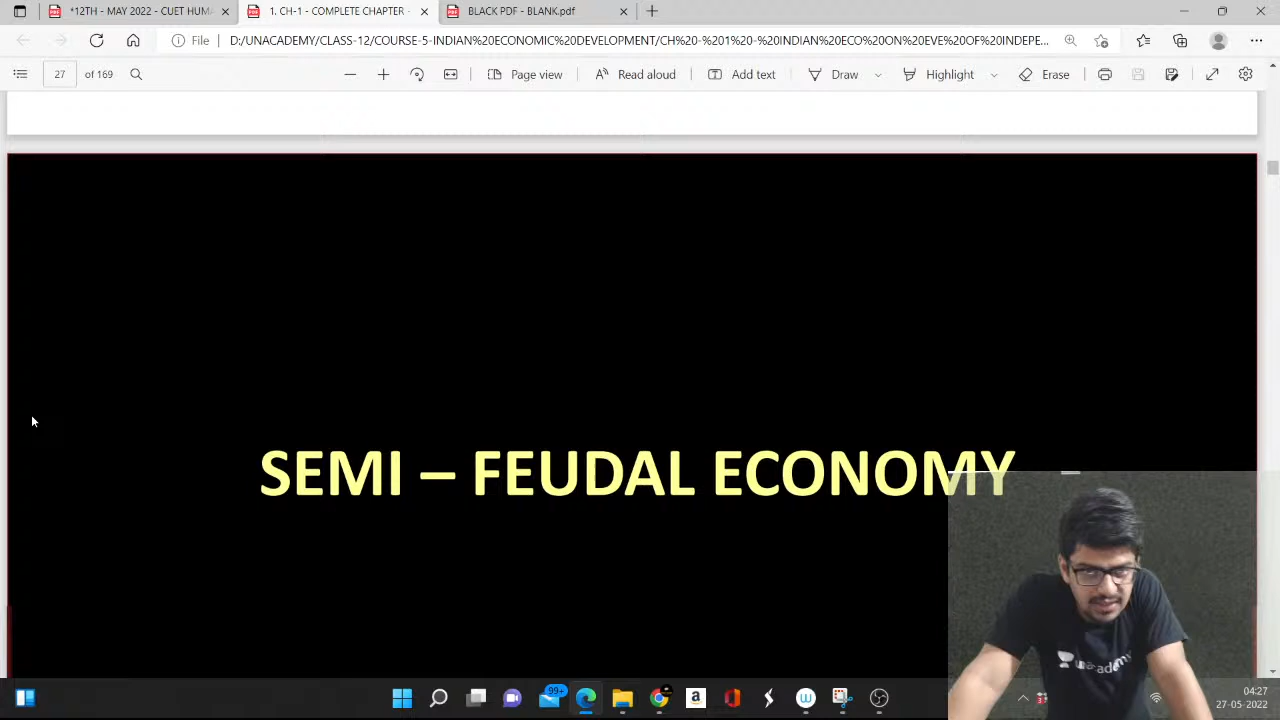 *12TH - MAY 2022 - CUET HUM
1. CH-1 - COMPLETE CHAPTER -
BLACK PDF - BLANK.pdf
File
D:/UNACADEMY/CLASS-12/COURSE-5-INDIAN%20ECONOMIC%20DEVELOPMENT/CH%20-%201%20-%20INDIAN%20ECO%20ON%20EVE%20OF%20INDEPE...
27 of 169
Page view
Read aloud
Add text
Draw
Highlight
Erase
SEMI – FEUDAL ECONOMY
unacademy
99+
04:27
27-05-2022